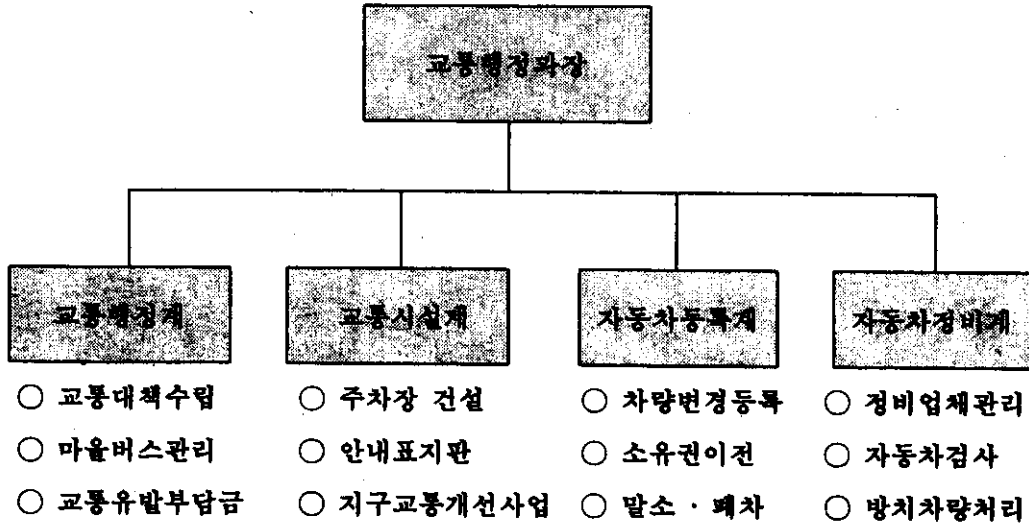 교통행정과장
교통행정계
교통시설계
자동차등록계
자동차정비계
○ 교통대책수립
○ 마을버스관리
○ 교통유발부담금
○ 주차장 건설
○ 안내표지판
○ 지구교통개선사업
○ 차량변경등록
○ 소유권이전
○ 말소 · 폐차
○ 정비업체관리
○ 자동차검사
○ 방치차량처리